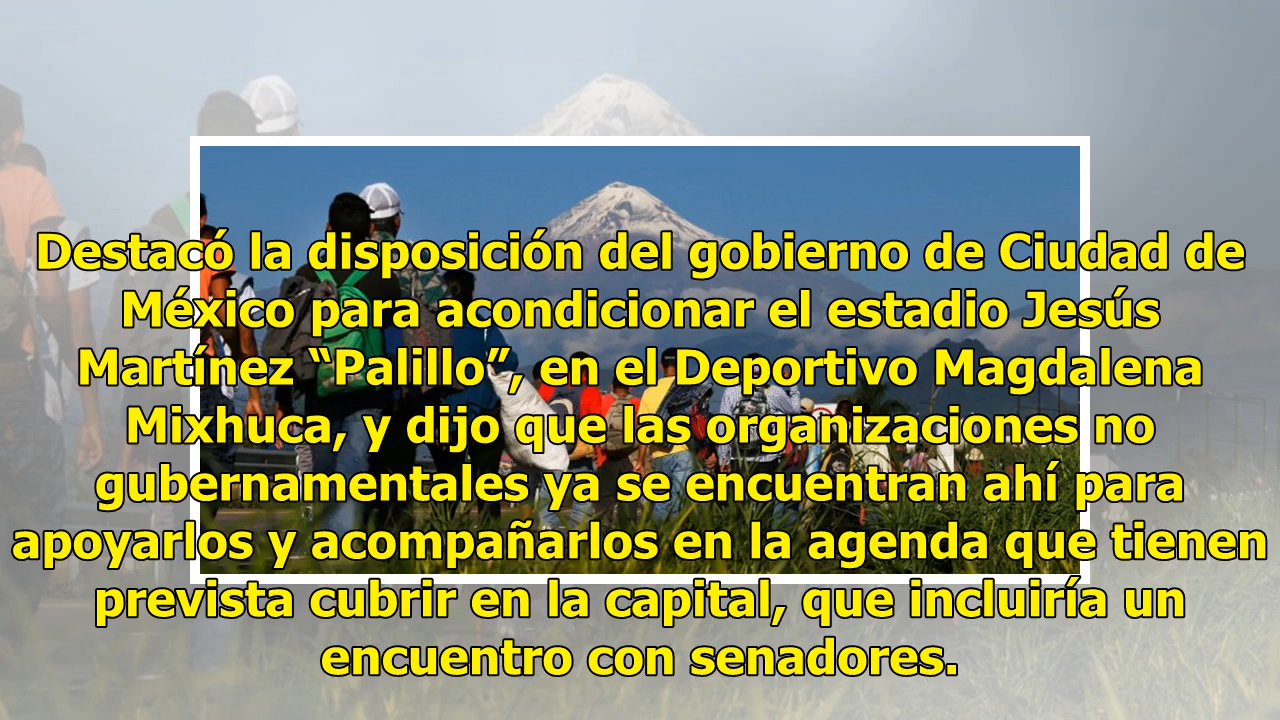 Destacó la disposición del gobierno de Ciudad de
México para acondicionar el estadio Jesús
Martínez “Palillo”, en el Deportivo Magdalena
Mixhuca, y dijo que las organizaciones no
gubernamentales ya se encuentran ahí para
apoyarlos y acompañarlos en la agenda que tienen
prevista cubrir en la capital, que incluiría un
encuentro con senadores.